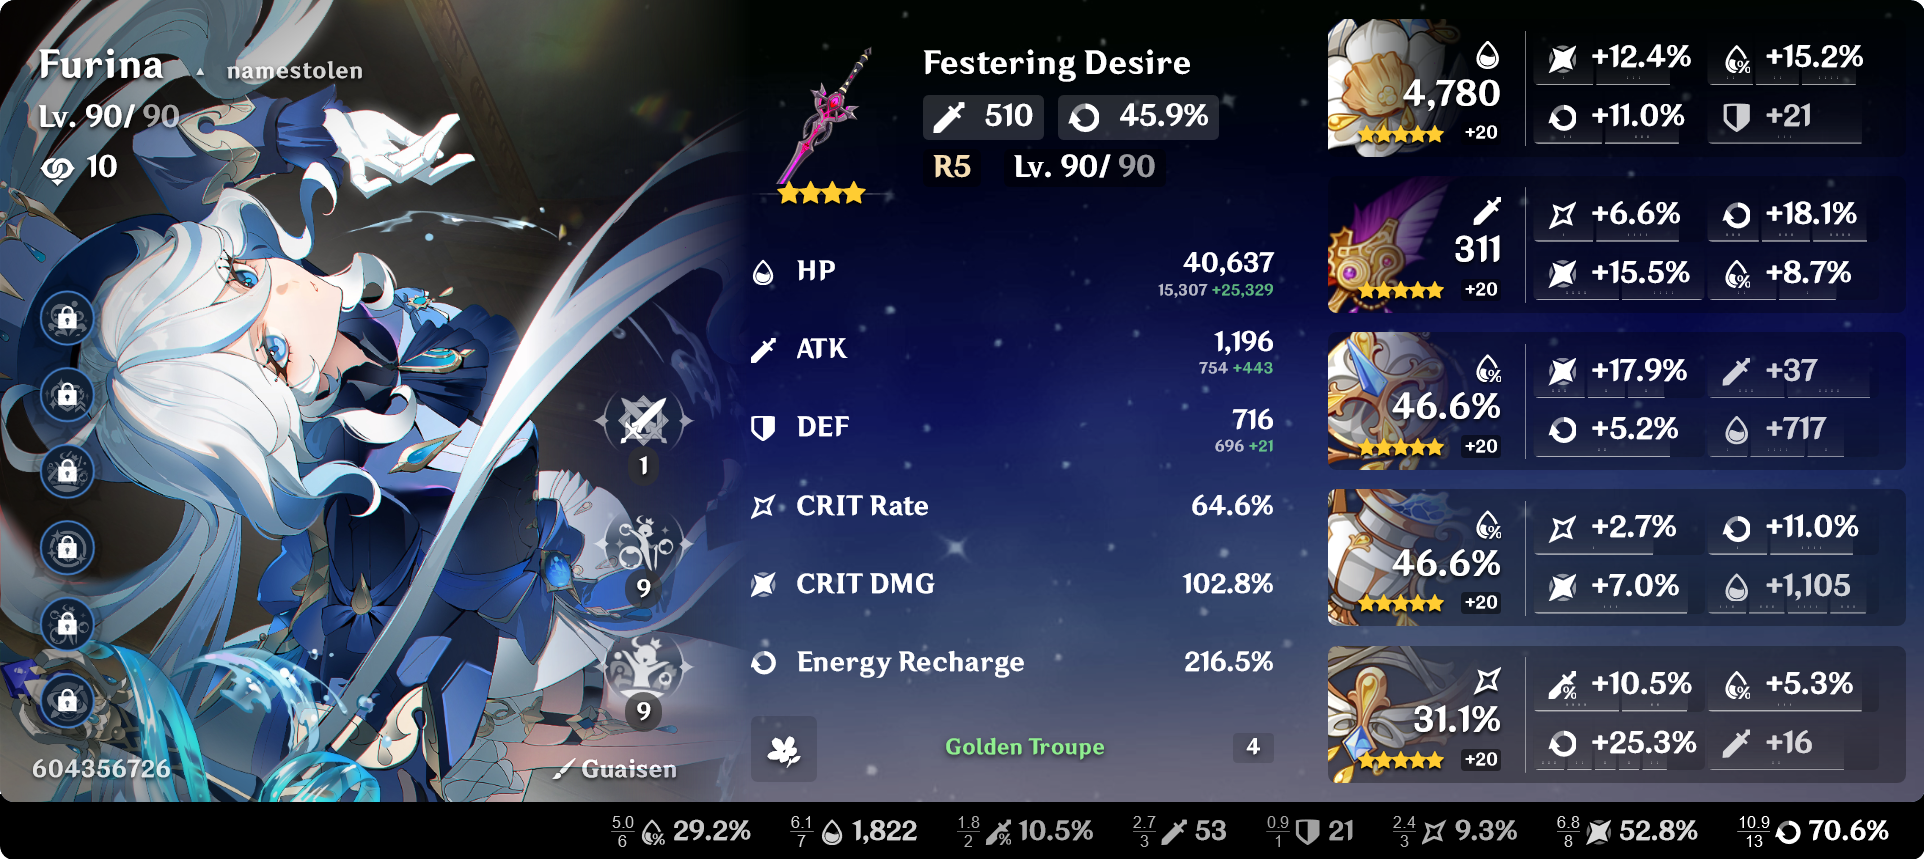 Furina ▲ namestolen
Lv. 90/ 90
10
1
9
9
604356726
Guaisen
Festering Desire
510 45.9%
R5 Lv. 90/ 90
HP 40,637
15,307 +25,329
ATK 1,196
754 +443
DEF 716
696 +21
CRIT Rate 64.6%
CRIT DMG 102.8%
Energy Recharge 216.5%
Golden Troupe 4
4,780
+20
+12.4% +15.2%
+11.0% +21
311
+20
+6.6% +18.1%
+15.5% +8.7%
46.6%
+20
+17.9% +37
+5.2% +717
46.6%
+20
+2.7% +11.0%
+7.0% +1,105
31.1%
+20
+10.5% +5.3%
+25.3% +16
5.0 6 29.2% 6.1 7 1,822 1.8 2 10.5% 2.7 3 53 0.9 1 21 2.4 3 9.3% 6.8 8 52.8% 10.9 13 70.6%